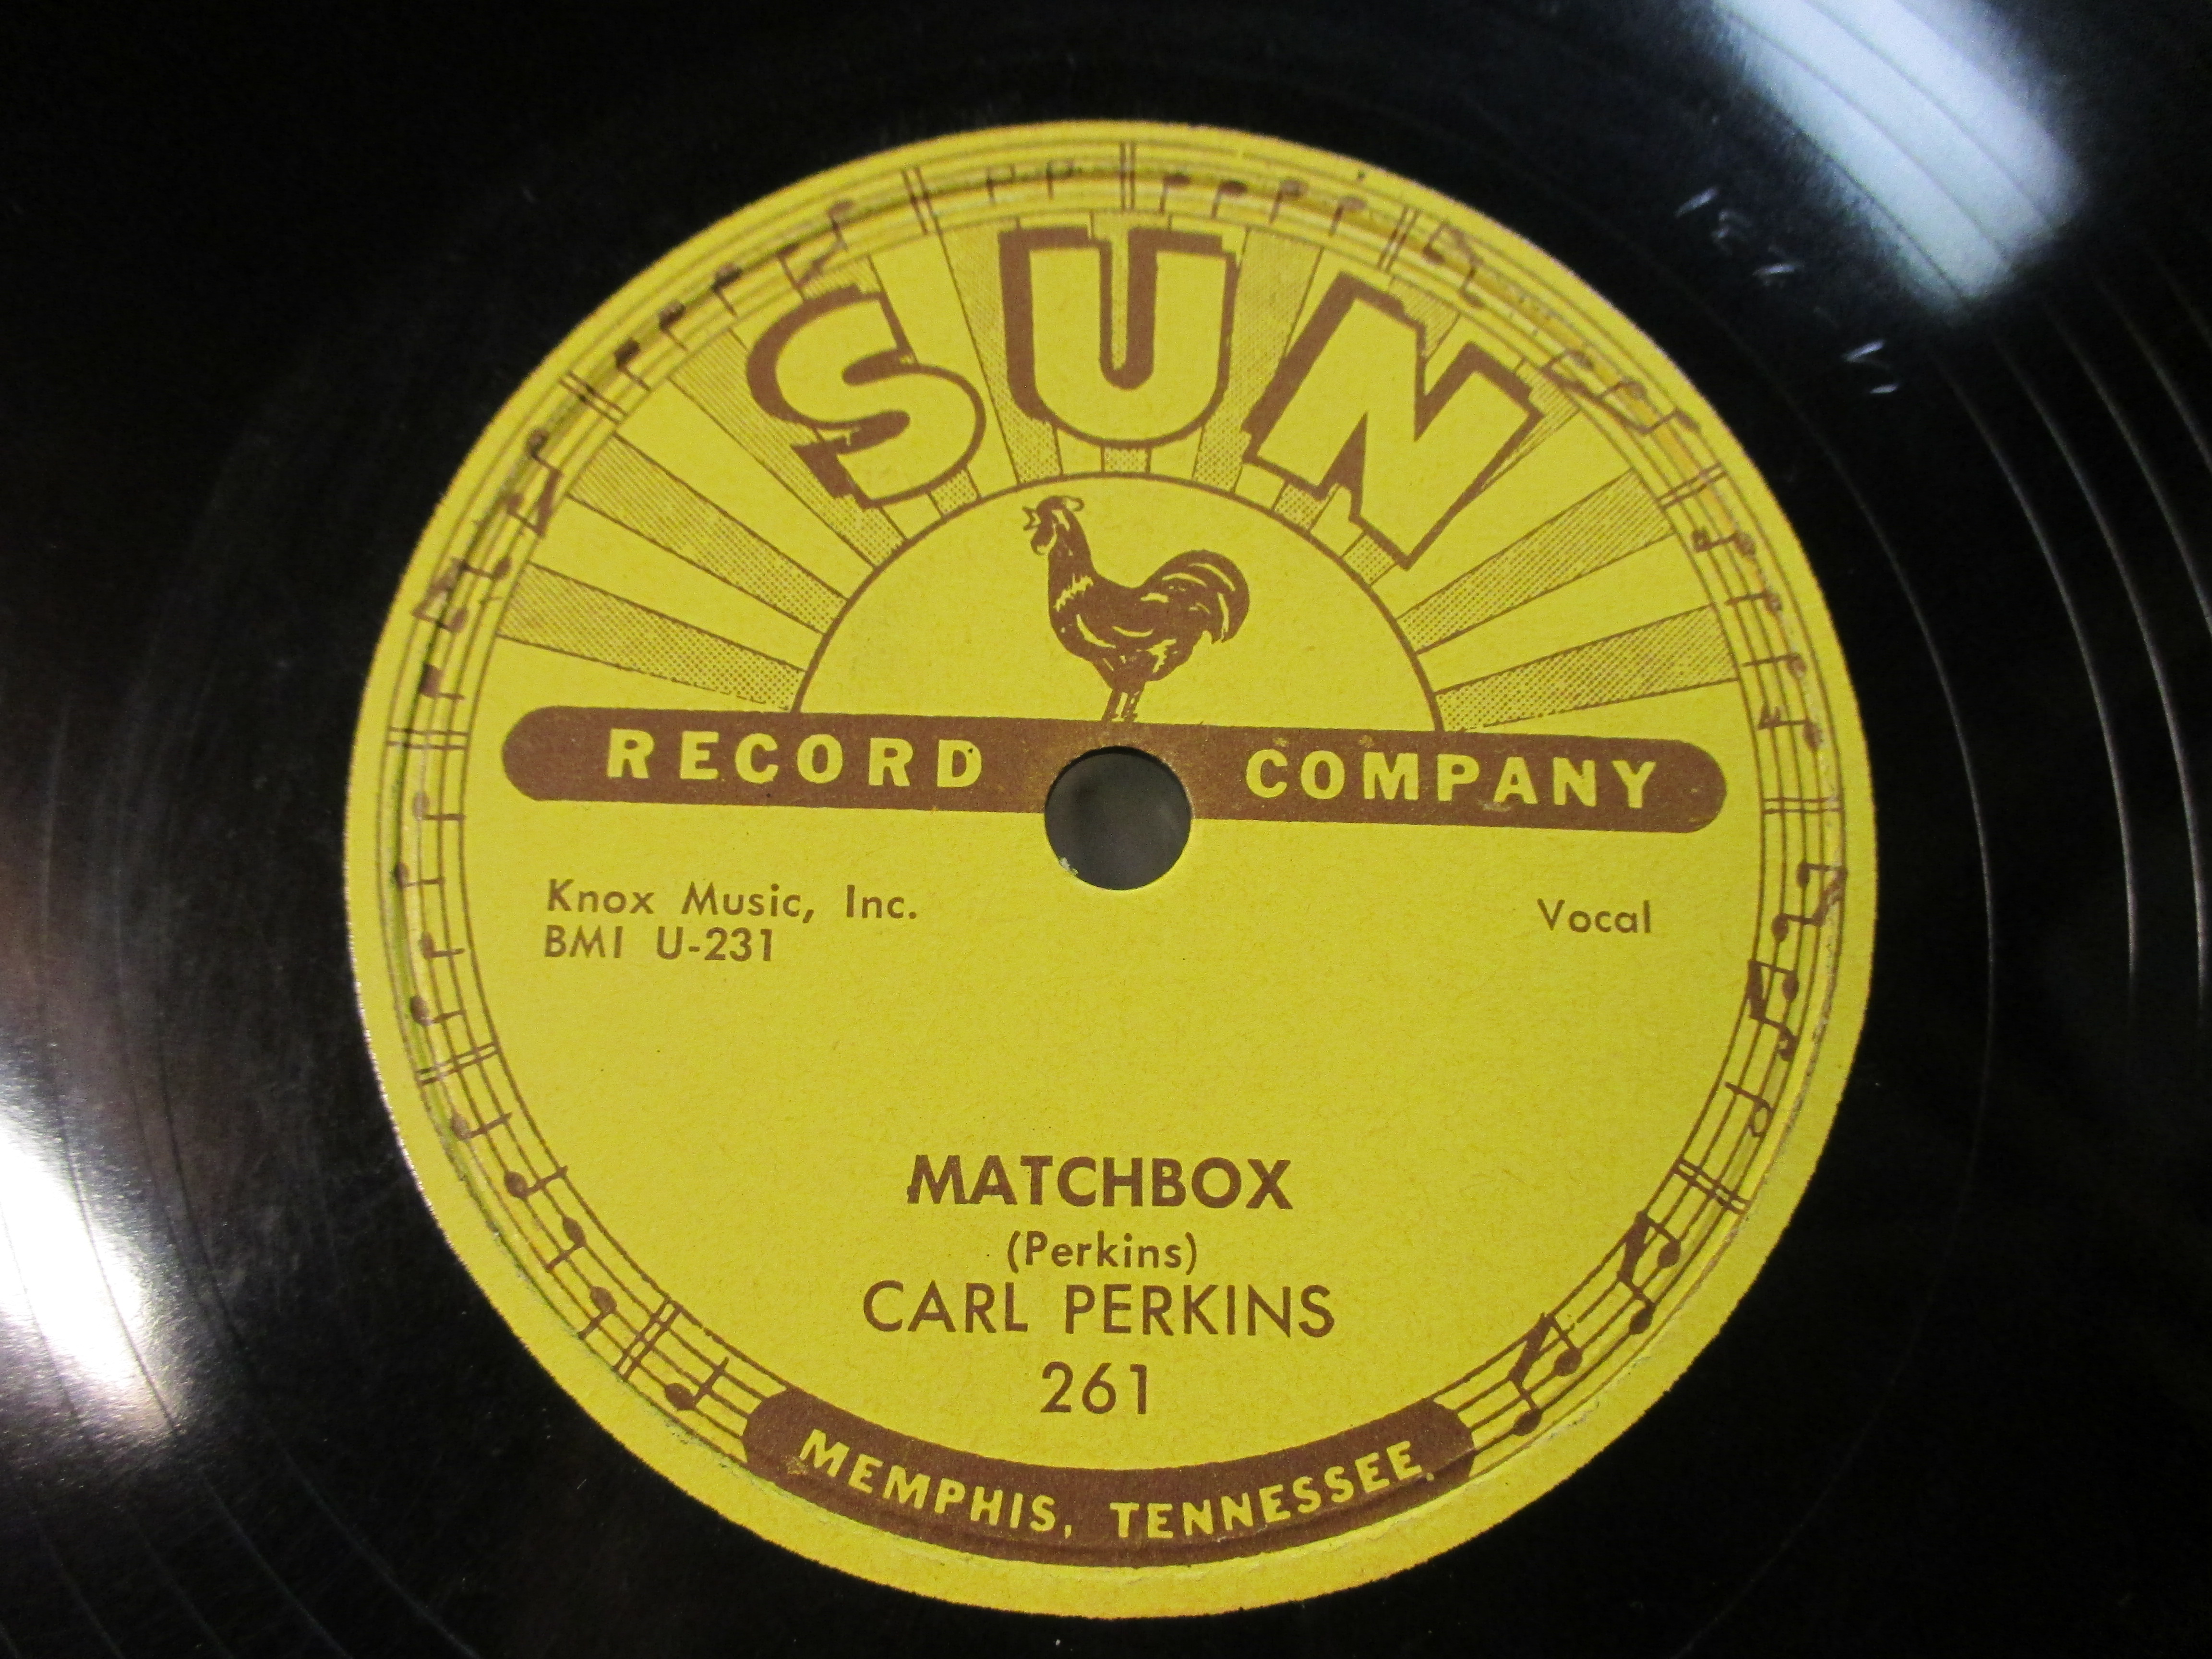 SUN
RECORD COMPANY
Knox Music, Inc.
BMI U-231
Vocal
MATCHBOX
(Perkins)
CARL PERKINS
261
MEMPHIS, TENNESSEE